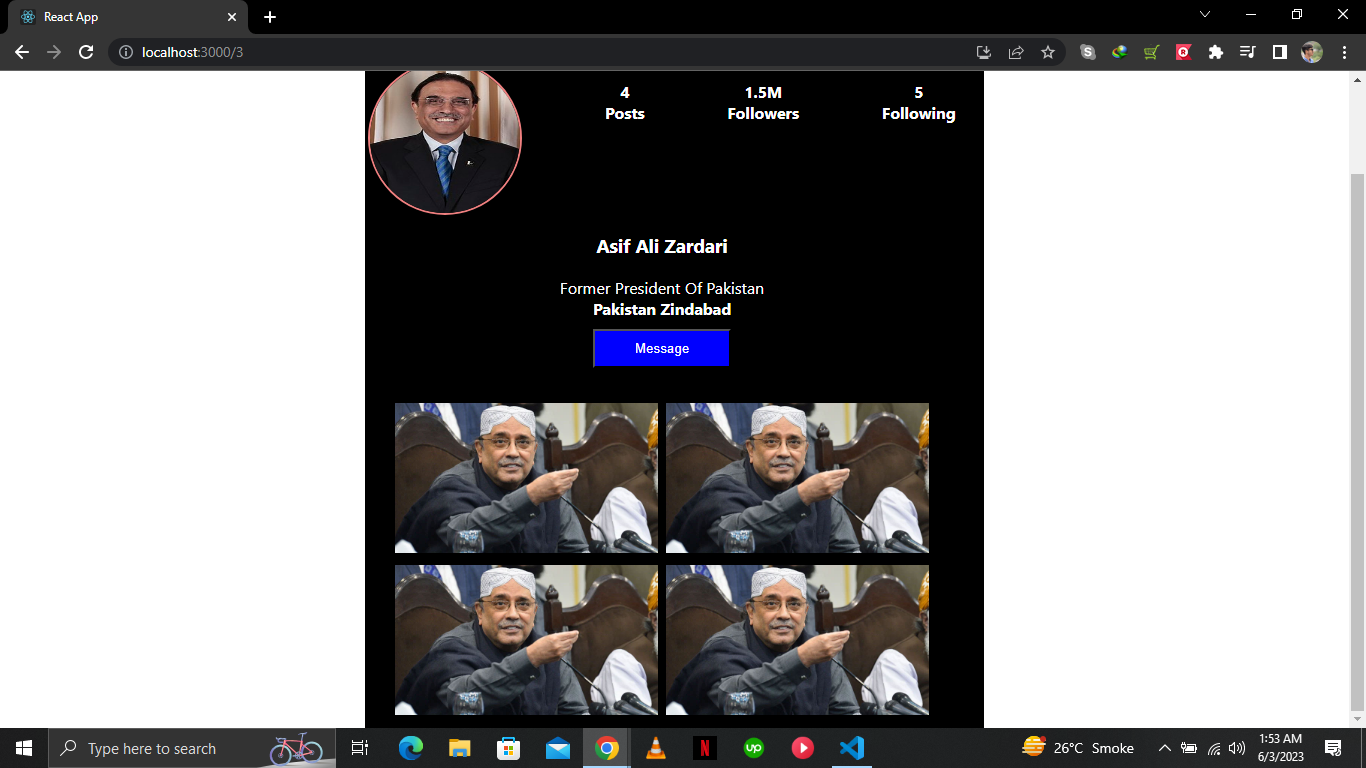 React App
localhost:3000/3
4
Posts
1.5M
Followers
5
Following
Asif Ali Zardari
Former President Of Pakistan
Pakistan Zindabad
Message
Type here to search
N
up
26°C Smoke
1:53 AM
6/3/2023